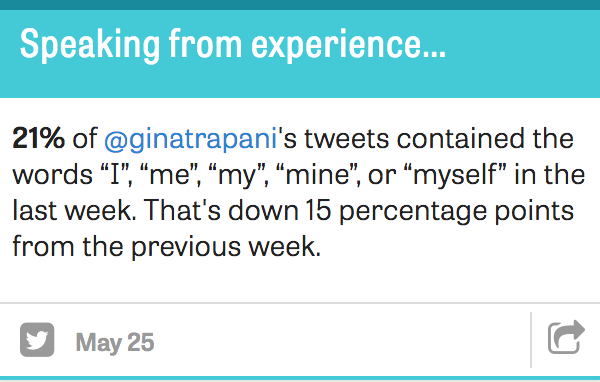 Speaking from experience...
21% of @ginatrapani's tweets contained the
words “I”, “me”, “my”, “mine”, or “myself” in the
last week. That's down 15 percentage points
from the previous week.
May 25